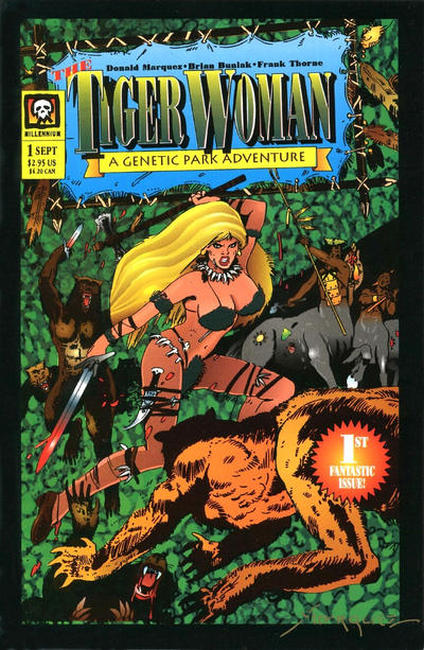 Donald Marquez • Brian Buniak • Frank Thorne
THE
TIGER WOMAN
A GENETIC PARK ADVENTURE
MILLENNIUM
1 SEPT
$2.95 US
$4.20 CAN
1ST
FANTASTIC
ISSUE!